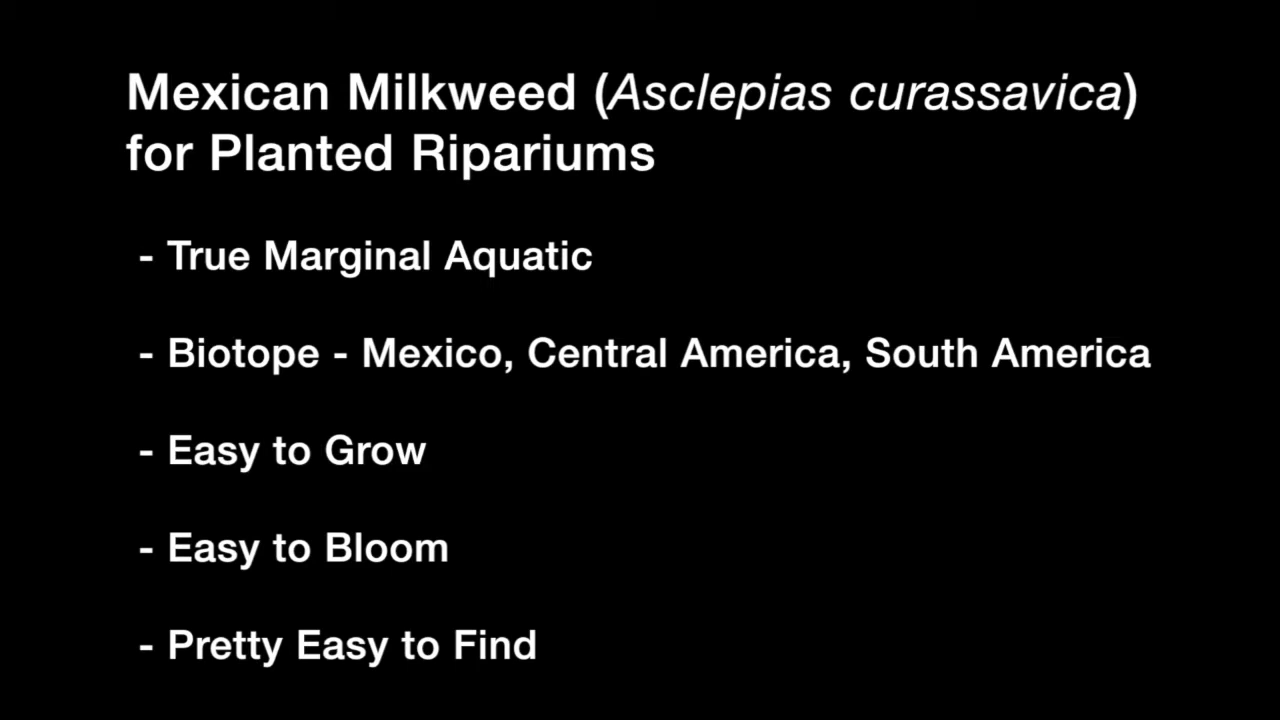 Mexican Milkweed (Asclepias curassavica)
for Planted Ripariums
- True Marginal Aquatic
- Biotope - Mexico, Central America, South America
- Easy to Grow
- Easy to Bloom
- Pretty Easy to Find